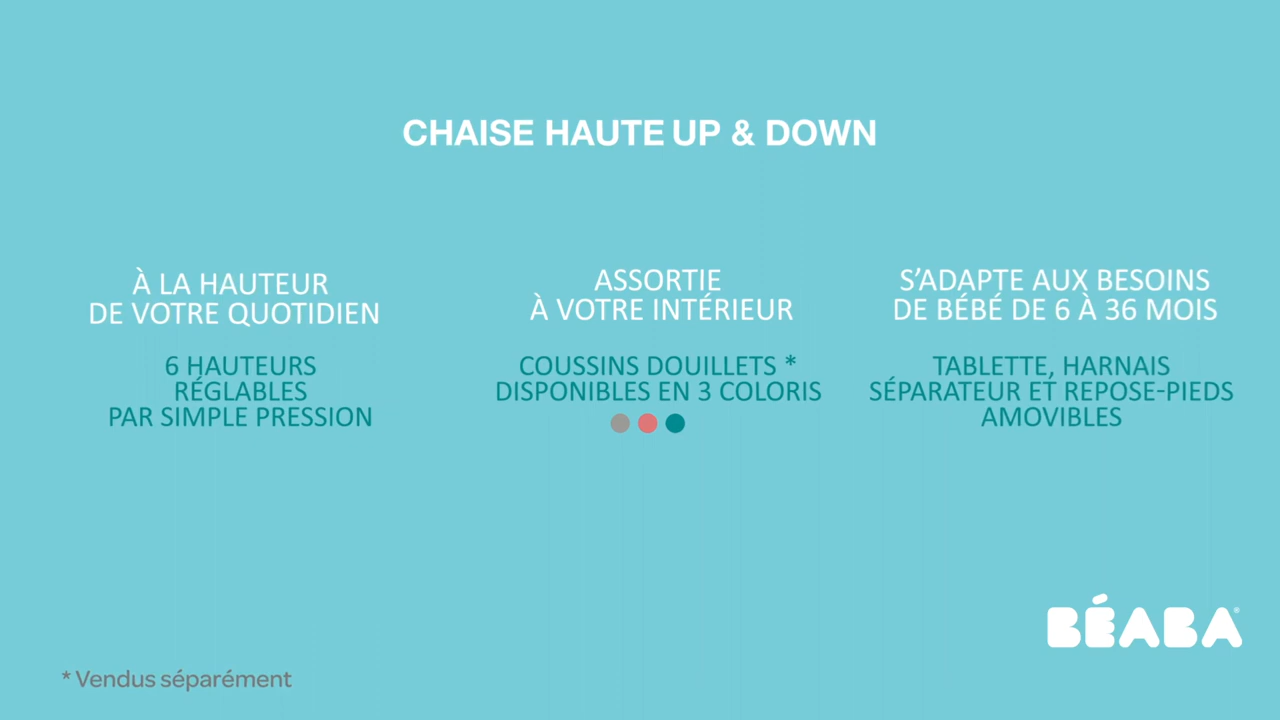 CHAISE HAUTE UP & DOWN
À LA HAUTEUR
DE VOTRE QUOTIDIEN
6 HAUTEURS
RÉGLABLES
PAR SIMPLE PRESSION
ASSORTIE
À VOTRE INTÉRIEUR
COUSSINS DOUILLETS *
DISPONIBLES EN 3 COLORIS
S’ADAPTE AUX BESOINS
DE BÉBÉ DE 6 À 36 MOIS
TABLETTE, HARNAIS
SÉPARATEUR ET REPOSE-PIEDS
AMOVIBLES
BÉABA®
* Vendus séparément